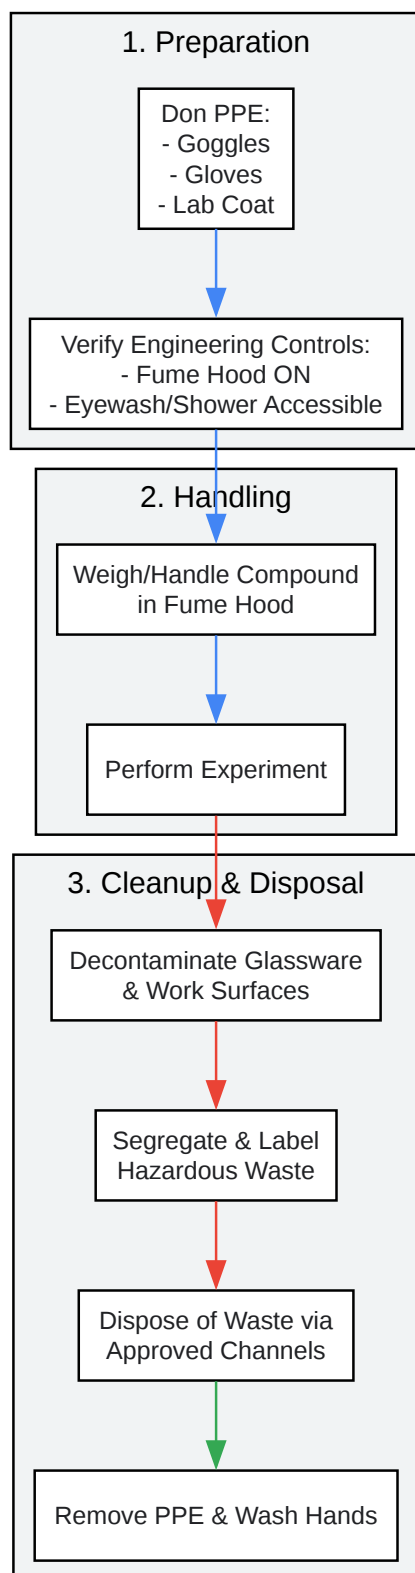 1. Preparation
Don PPE:
- Goggles
- Gloves
- Lab Coat
Verify Engineering Controls:
- Fume Hood ON
- Eyewash/Shower Accessible
2. Handling
Weigh/Handle Compound
in Fume Hood
Perform Experiment
3. Cleanup & Disposal
Decontaminate Glassware
& Work Surfaces
Segregate & Label
Hazardous Waste
Dispose of Waste via
Approved Channels
Remove PPE & Wash Hands